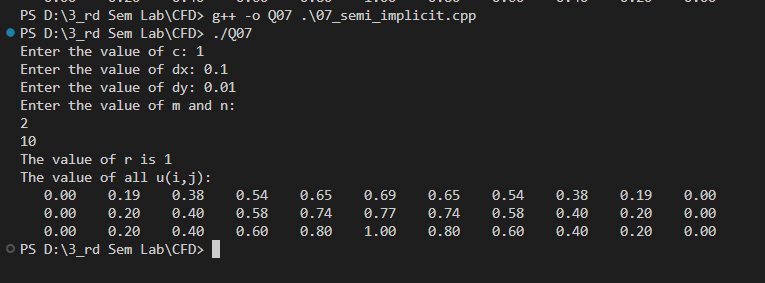 PS D:\3_rd Sem Lab\CFD> g++ -o Q07 .\07_semi_implicit.cpp
PS D:\3_rd Sem Lab\CFD> ./Q07
Enter the value of c: 1
Enter the value of dx: 0.1
Enter the value of dy: 0.01
Enter the value of m and n:
2
10
The value of r is 1
The value of all u(i,j):
0.00 0.19 0.38 0.54 0.65 0.69 0.65 0.54 0.38 0.19 0.00
0.00 0.20 0.40 0.58 0.74 0.77 0.74 0.58 0.40 0.20 0.00
0.00 0.20 0.40 0.60 0.80 1.00 0.80 0.60 0.40 0.20 0.00
PS D:\3_rd Sem Lab\CFD>